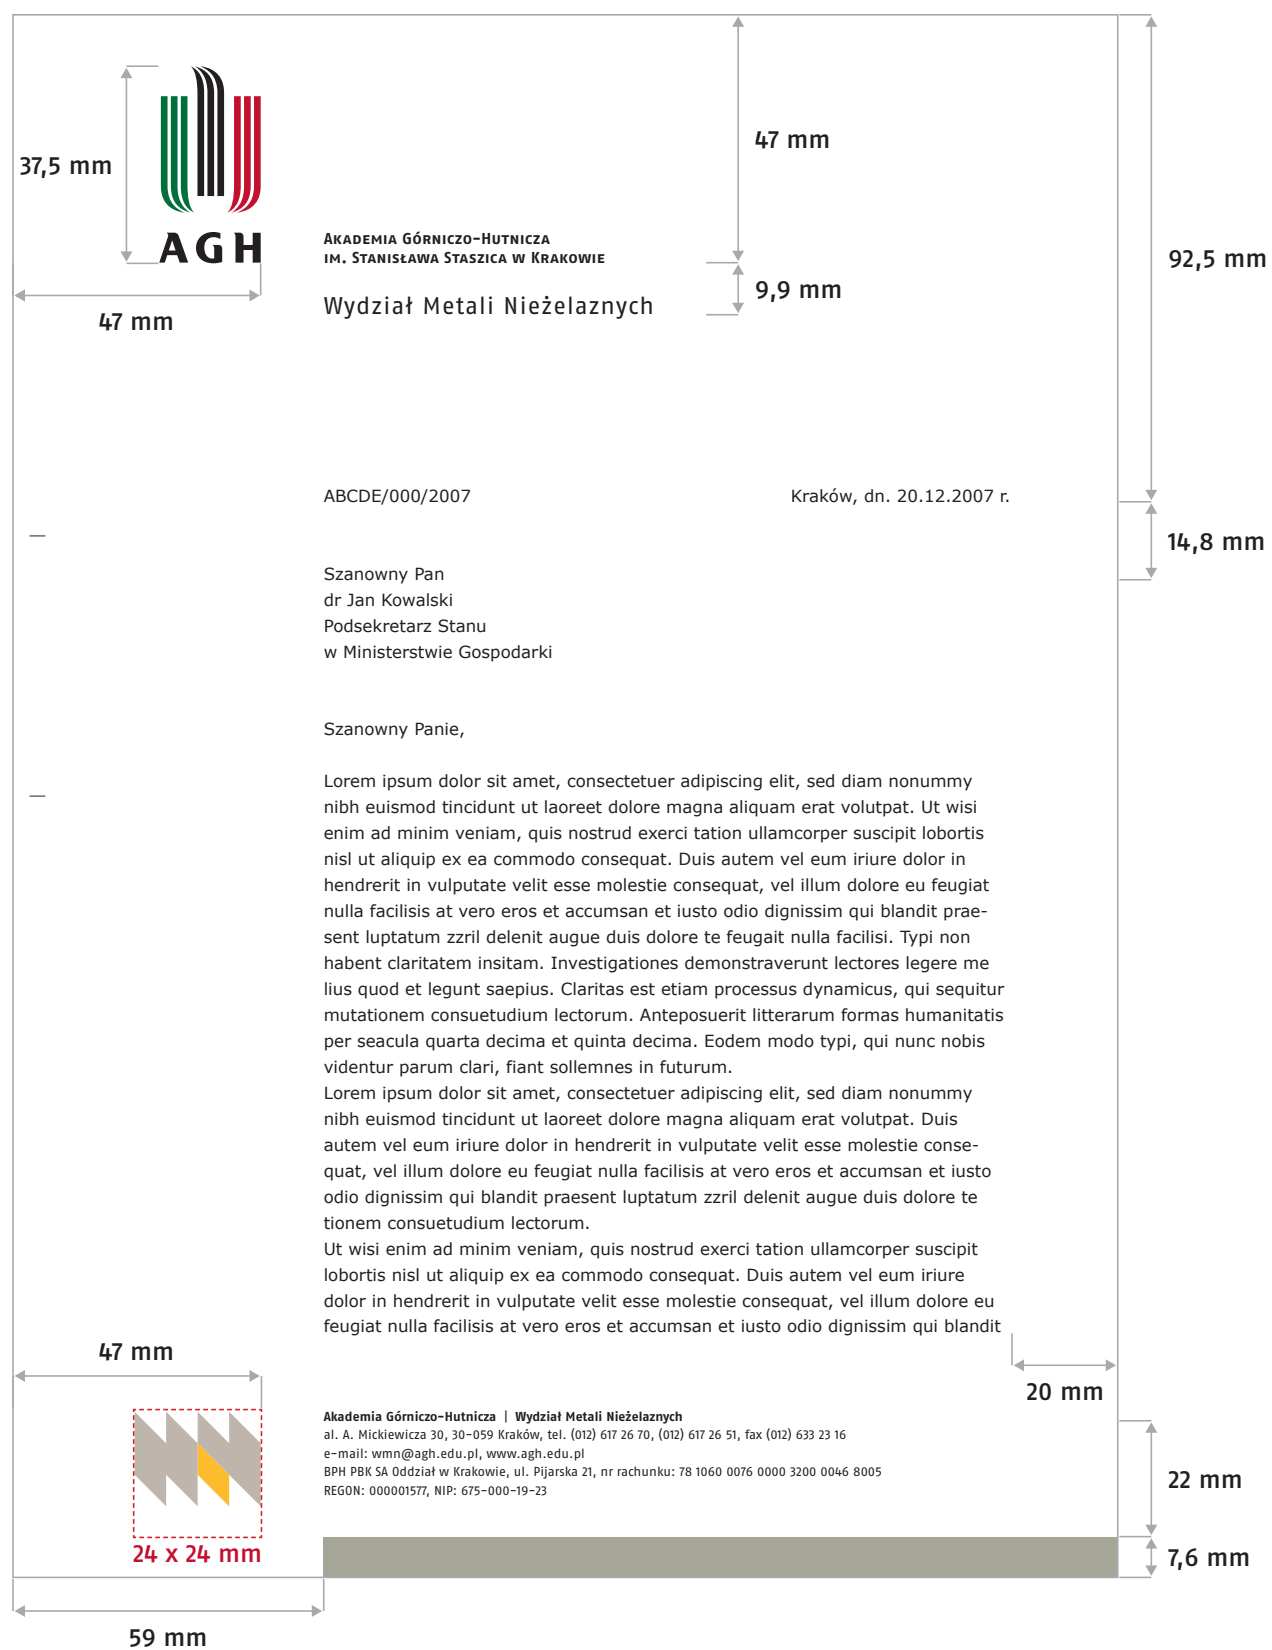 47 mm
37,5 mm
AGH
Akademia Górniczo-Hutnicza
im. Stanisława Staszica w Krakowie
92,5 mm
9,9 mm
Wydział Metali Nieżelaznych
47 mm
ABCDE/000/2007
Kraków, dn. 20.12.2007 r.
14,8 mm
Szanowny Pan
dr Jan Kowalski
Podsekretarz Stanu
w Ministerstwie Gospodarki
Szanowny Panie,
Lorem ipsum dolor sit amet, consectetuer adipiscing elit, sed diam nonummy
nibh euismod tincidunt ut laoreet dolore magna aliquam erat volutpat. Ut wisi
enim ad minim veniam, quis nostrud exerci tation ullamcorper suscipit lobortis
nisl ut aliquip ex ea commodo consequat. Duis autem vel eum iriure dolor in
hendrerit in vulputate velit esse molestie consequat, vel illum dolore eu feugiat
nulla facilisis at vero eros et accumsan et iusto odio dignissim qui blandit prae-
sent luptatum zzril delenit augue duis dolore te feugait nulla facilisi. Typi non
habent claritatem insitam. Investigationes demonstraverunt lectores legere me
lius quod et legunt saepius. Claritas est etiam processus dynamicus, qui sequitur
mutationem consuetudium lectorum. Anteposuerit litterarum formas humanitatis
per seacula quarta decima et quinta decima. Eodem modo typi, qui nunc nobis
videntur parum clari, fiant sollemnes in futurum.
Lorem ipsum dolor sit amet, consectetuer adipiscing elit, sed diam nonummy
nibh euismod tincidunt ut laoreet dolore magna aliquam erat volutpat. Duis
autem vel eum iriure dolor in hendrerit in vulputate velit esse molestie conse-
quat, vel illum dolore eu feugiat nulla facilisis at vero eros et accumsan et iusto
odio dignissim qui blandit praesent luptatum zzril delenit augue duis dolore te
tionem consuetudium lectorum.
Ut wisi enim ad minim veniam, quis nostrud exerci tation ullamcorper suscipit
lobortis nisl ut aliquip ex ea commodo consequat. Duis autem vel eum iriure
dolor in hendrerit in vulputate velit esse molestie consequat, vel illum dolore eu
feugiat nulla facilisis at vero eros et accumsan et iusto odio dignissim qui blandit
47 mm
20 mm
Akademia Górniczo-Hutnicza | Wydział Metali Nieżelaznych
al. A. Mickiewicza 30, 30-059 Kraków, tel. (012) 617 26 70, (012) 617 26 51, fax (012) 633 23 16
e-mail: wmn@agh.edu.pl, www.agh.edu.pl
BPH PBK SA Oddział w Krakowie, ul. Pijarska 21, nr rachunku: 78 1060 0076 0000 3200 0046 8005
REGON: 000001577, NIP: 675-000-19-23
22 mm
24 x 24 mm
7,6 mm
59 mm